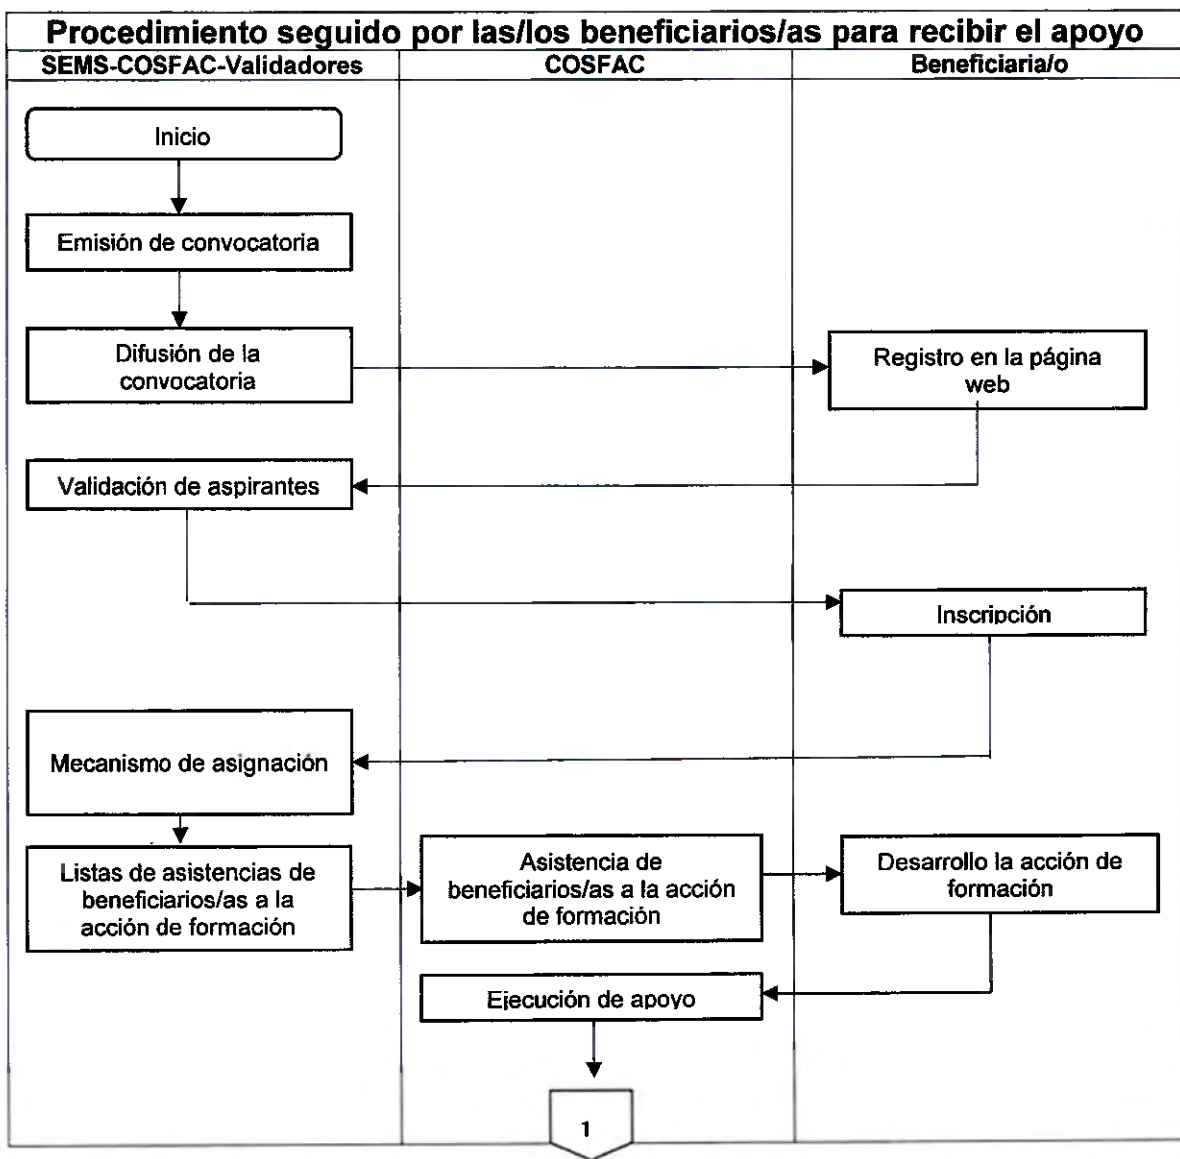 Procedimiento seguido por las/los beneficiarios/as para recibir el apoyo
SEMS-COSFAC-Validadores
COSFAC
Beneficiaria/o
Inicio
Emisión de convocatoria
Difusión de la
convocatoria
Registro en la página
web
Validación de aspirantes
Inscripción
Mecanismo de asignación
Listas de asistencias de
beneficiarios/as a la
acción de formación
Asistencia de
beneficiarios/as a la acción
de formación
Desarrollo la acción de
formación
Ejecución de apoyo
1